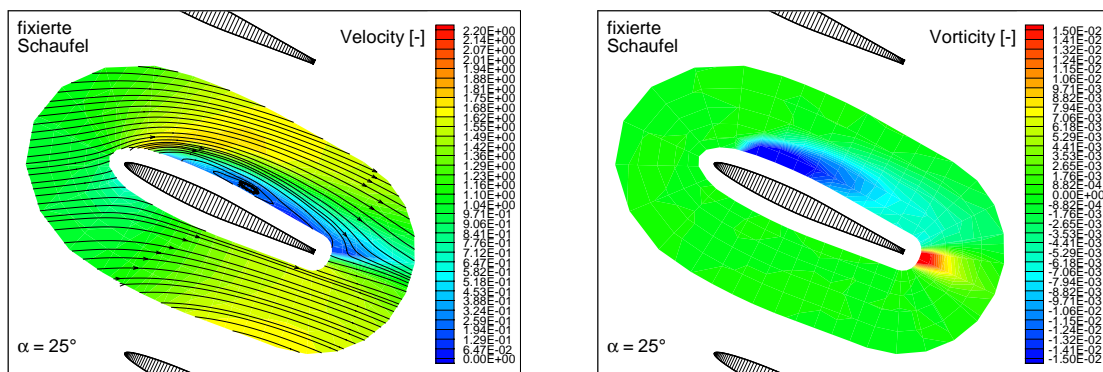 fixierte
Schaufel
Velocity [-]
2.20E+00
2.14E+00
2.07E+00
2.01E+00
1.94E+00
1.88E+00
1.81E+00
1.75E+00
1.68E+00
1.62E+00
1.55E+00
1.49E+00
1.42E+00
1.36E+00
1.29E+00
1.23E+00
1.16E+00
1.10E+00
1.04E+00
9.71E-01
9.06E-01
8.41E-01
7.76E-01
7.12E-01
6.47E-01
5.82E-01
5.18E-01
4.53E-01
3.88E-01
3.24E-01
2.59E-01
1.94E-01
1.29E-01
6.47E-02
0.00E+00
α = 25°
fixierte
Schaufel
Vorticity [-]
1.50E-02
1.41E-02
1.32E-02
1.24E-02
1.15E-02
1.06E-02
9.71E-03
8.82E-03
7.94E-03
7.06E-03
6.18E-03
5.29E-03
4.41E-03
3.53E-03
2.65E-03
1.76E-03
8.82E-04
0.00E+00
-8.82E-04
-1.76E-03
-2.65E-03
-3.53E-03
-4.41E-03
-5.29E-03
-6.18E-03
-7.06E-03
-7.94E-03
-8.82E-03
-9.71E-03
-1.06E-02
-1.15E-02
-1.24E-02
-1.32E-02
-1.41E-02
-1.50E-02
α = 25°